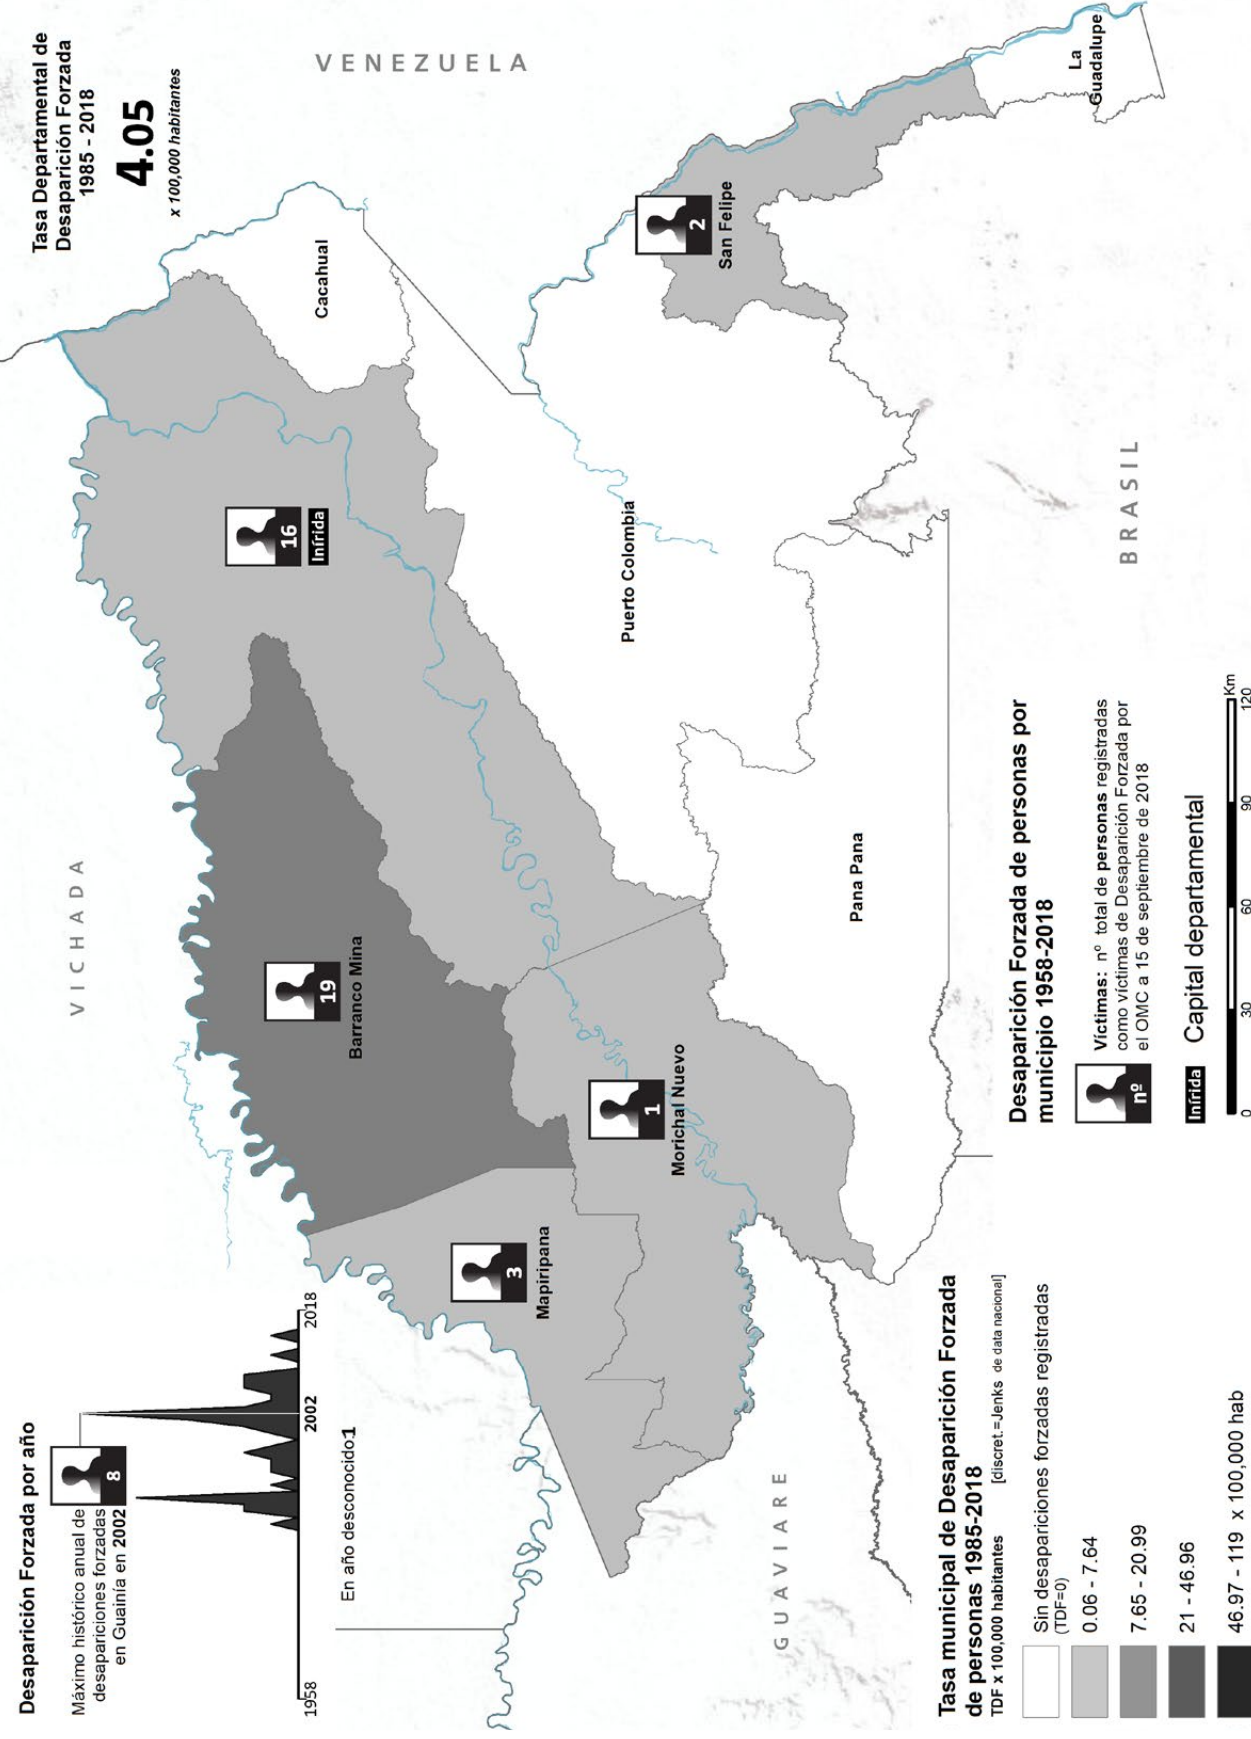 Desaparición Forzada por año
Máximo histórico anual de
desapariciones forzadas
en Guainía en 2002
8
1958
2002
2018
En año desconocido1
VICHADA
VENEZUELA
Tasa Departamental de
Desaparición Forzada
1985 - 2018
4.05
x 100,000 habitantes
16
Inírida
Cacahual
19
Barranco Mina
3
Mapiripana
1
Morichal Nuevo
Puerto Colombia
2
San Felipe
La
Guadalupe
Pana Pana
GUAVIARE
BRASIL
Tasa municipal de Desaparición Forzada
de personas 1985-2018
TDF x 100,000 habitantes [discret.=Jenks de data nacional]
Sin desapariciones forzadas registradas
(TDF=0)
0.06 - 7.64
7.65 - 20.99
21 - 46.96
46.97 - 119 x 100,000 hab
Desaparición Forzada de personas por
municipio 1958-2018
nº
Víctimas: nº total de personas registradas
como víctimas de Desaparición Forzada por
el OMC a 15 de septiembre de 2018
Inírida Capital departamental
0 30 60 90 120 Km